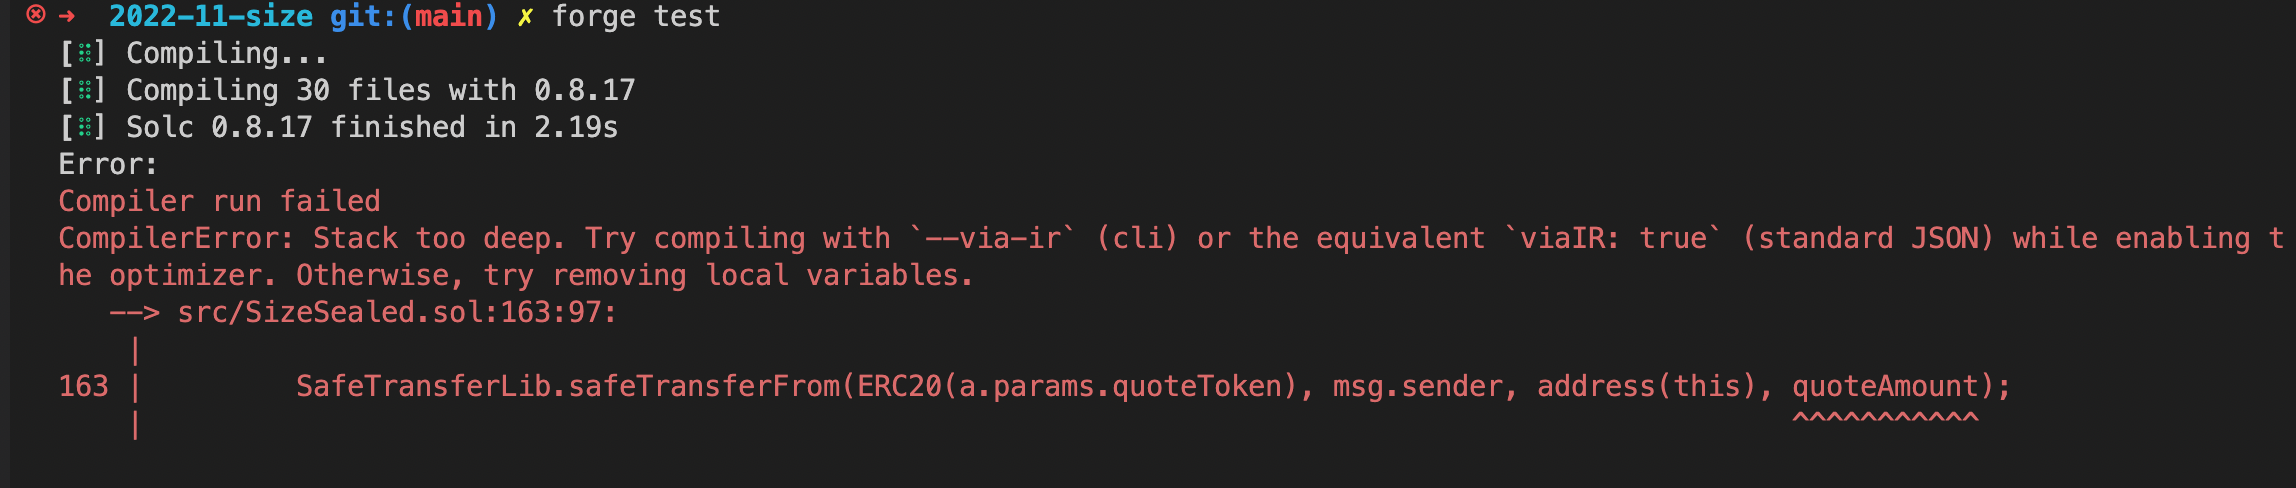 → 2022-11-size git:(main) ✗ forge test
[⠿] Compiling...
[⠿] Compiling 30 files with 0.8.17
[⠿] Solc 0.8.17 finished in 2.19s
Error:
Compiler run failed
CompilerError: Stack too deep. Try compiling with `--via-ir` (cli) or the equivalent `viaIR: true` (standard JSON) while enabling t
he optimizer. Otherwise, try removing local variables.
--> src/SizeSealed.sol:163:97:
|
163 | SafeTransferLib.safeTransferFrom(ERC20(a.params.quoteToken), msg.sender, address(this), quoteAmount);
| ^^^^^^^^^^^